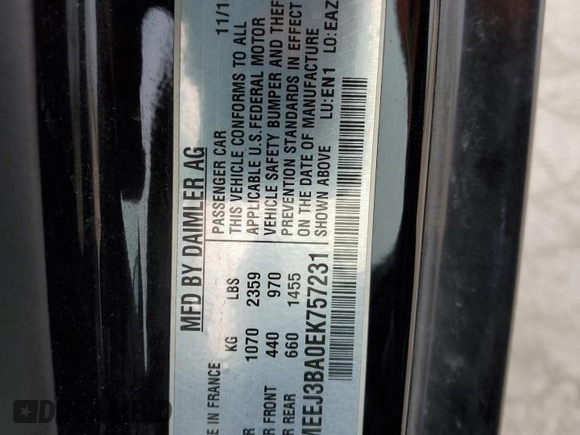 11/1
MFD BY DAIMLER AG
PASSENGER CAR
THIS VEHICLE CONFORMS TO ALL
APPLICABLE U.S. FEDERAL MOTOR
VEHICLE SAFETY BUMPER AND THEF
PREVENTION STANDARDS IN EFFECT
ON THE DATE OF MANUFACTURE
SHOWN ABOVE LU: EN1 LO: EAZ
E IN FRANCE KG LBS
R 1070 2359
R FRONT 440 970
R REAR 660 1455
MEEJ3BA0EK757231